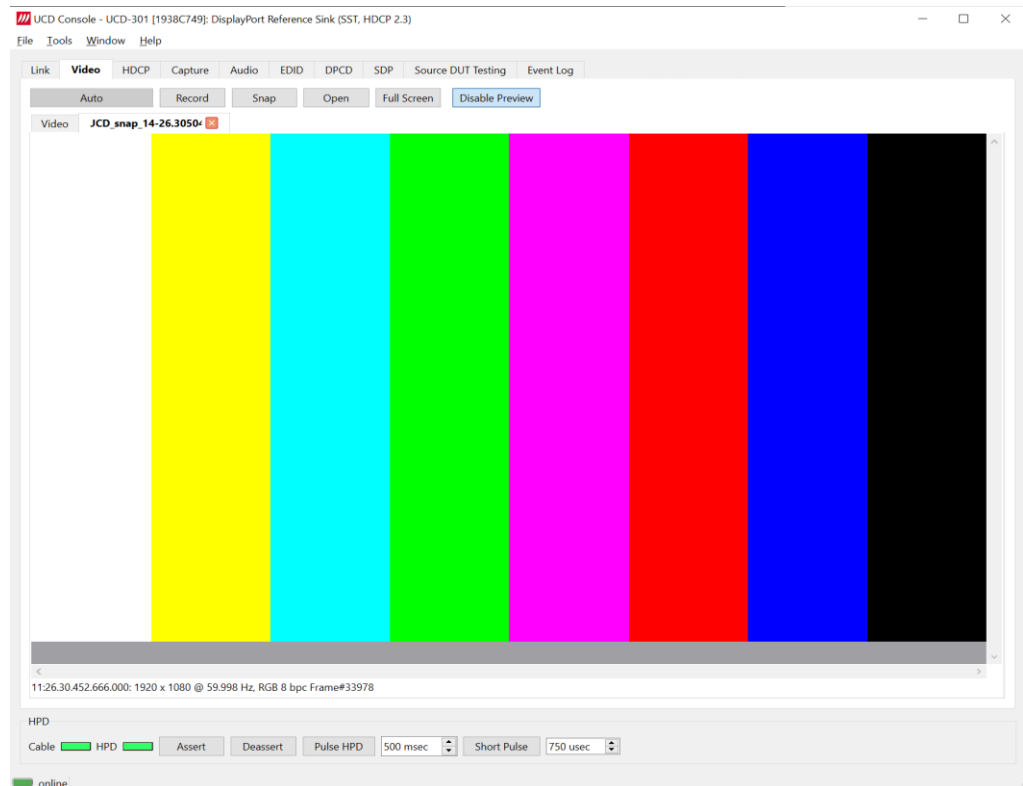 UCD Console - UCD-301 [1938C749]: DisplayPort Reference Sink (SST, HDCP 2.3)
File Tools Window Help
Link Video HDCP Capture Audio EDID DPCD SDP Source DUT Testing Event Log
Auto Record Snap Open Full Screen Disable Preview
Video JCD_snap_14-26.3050
11:26.30.452.666.000: 1920 x 1080 @ 59.998 Hz, RGB 8 bpc Frame#33978
HPD
Cable HPD Assert Deassert Pulse HPD 500 msec Short Pulse 750 usec
online